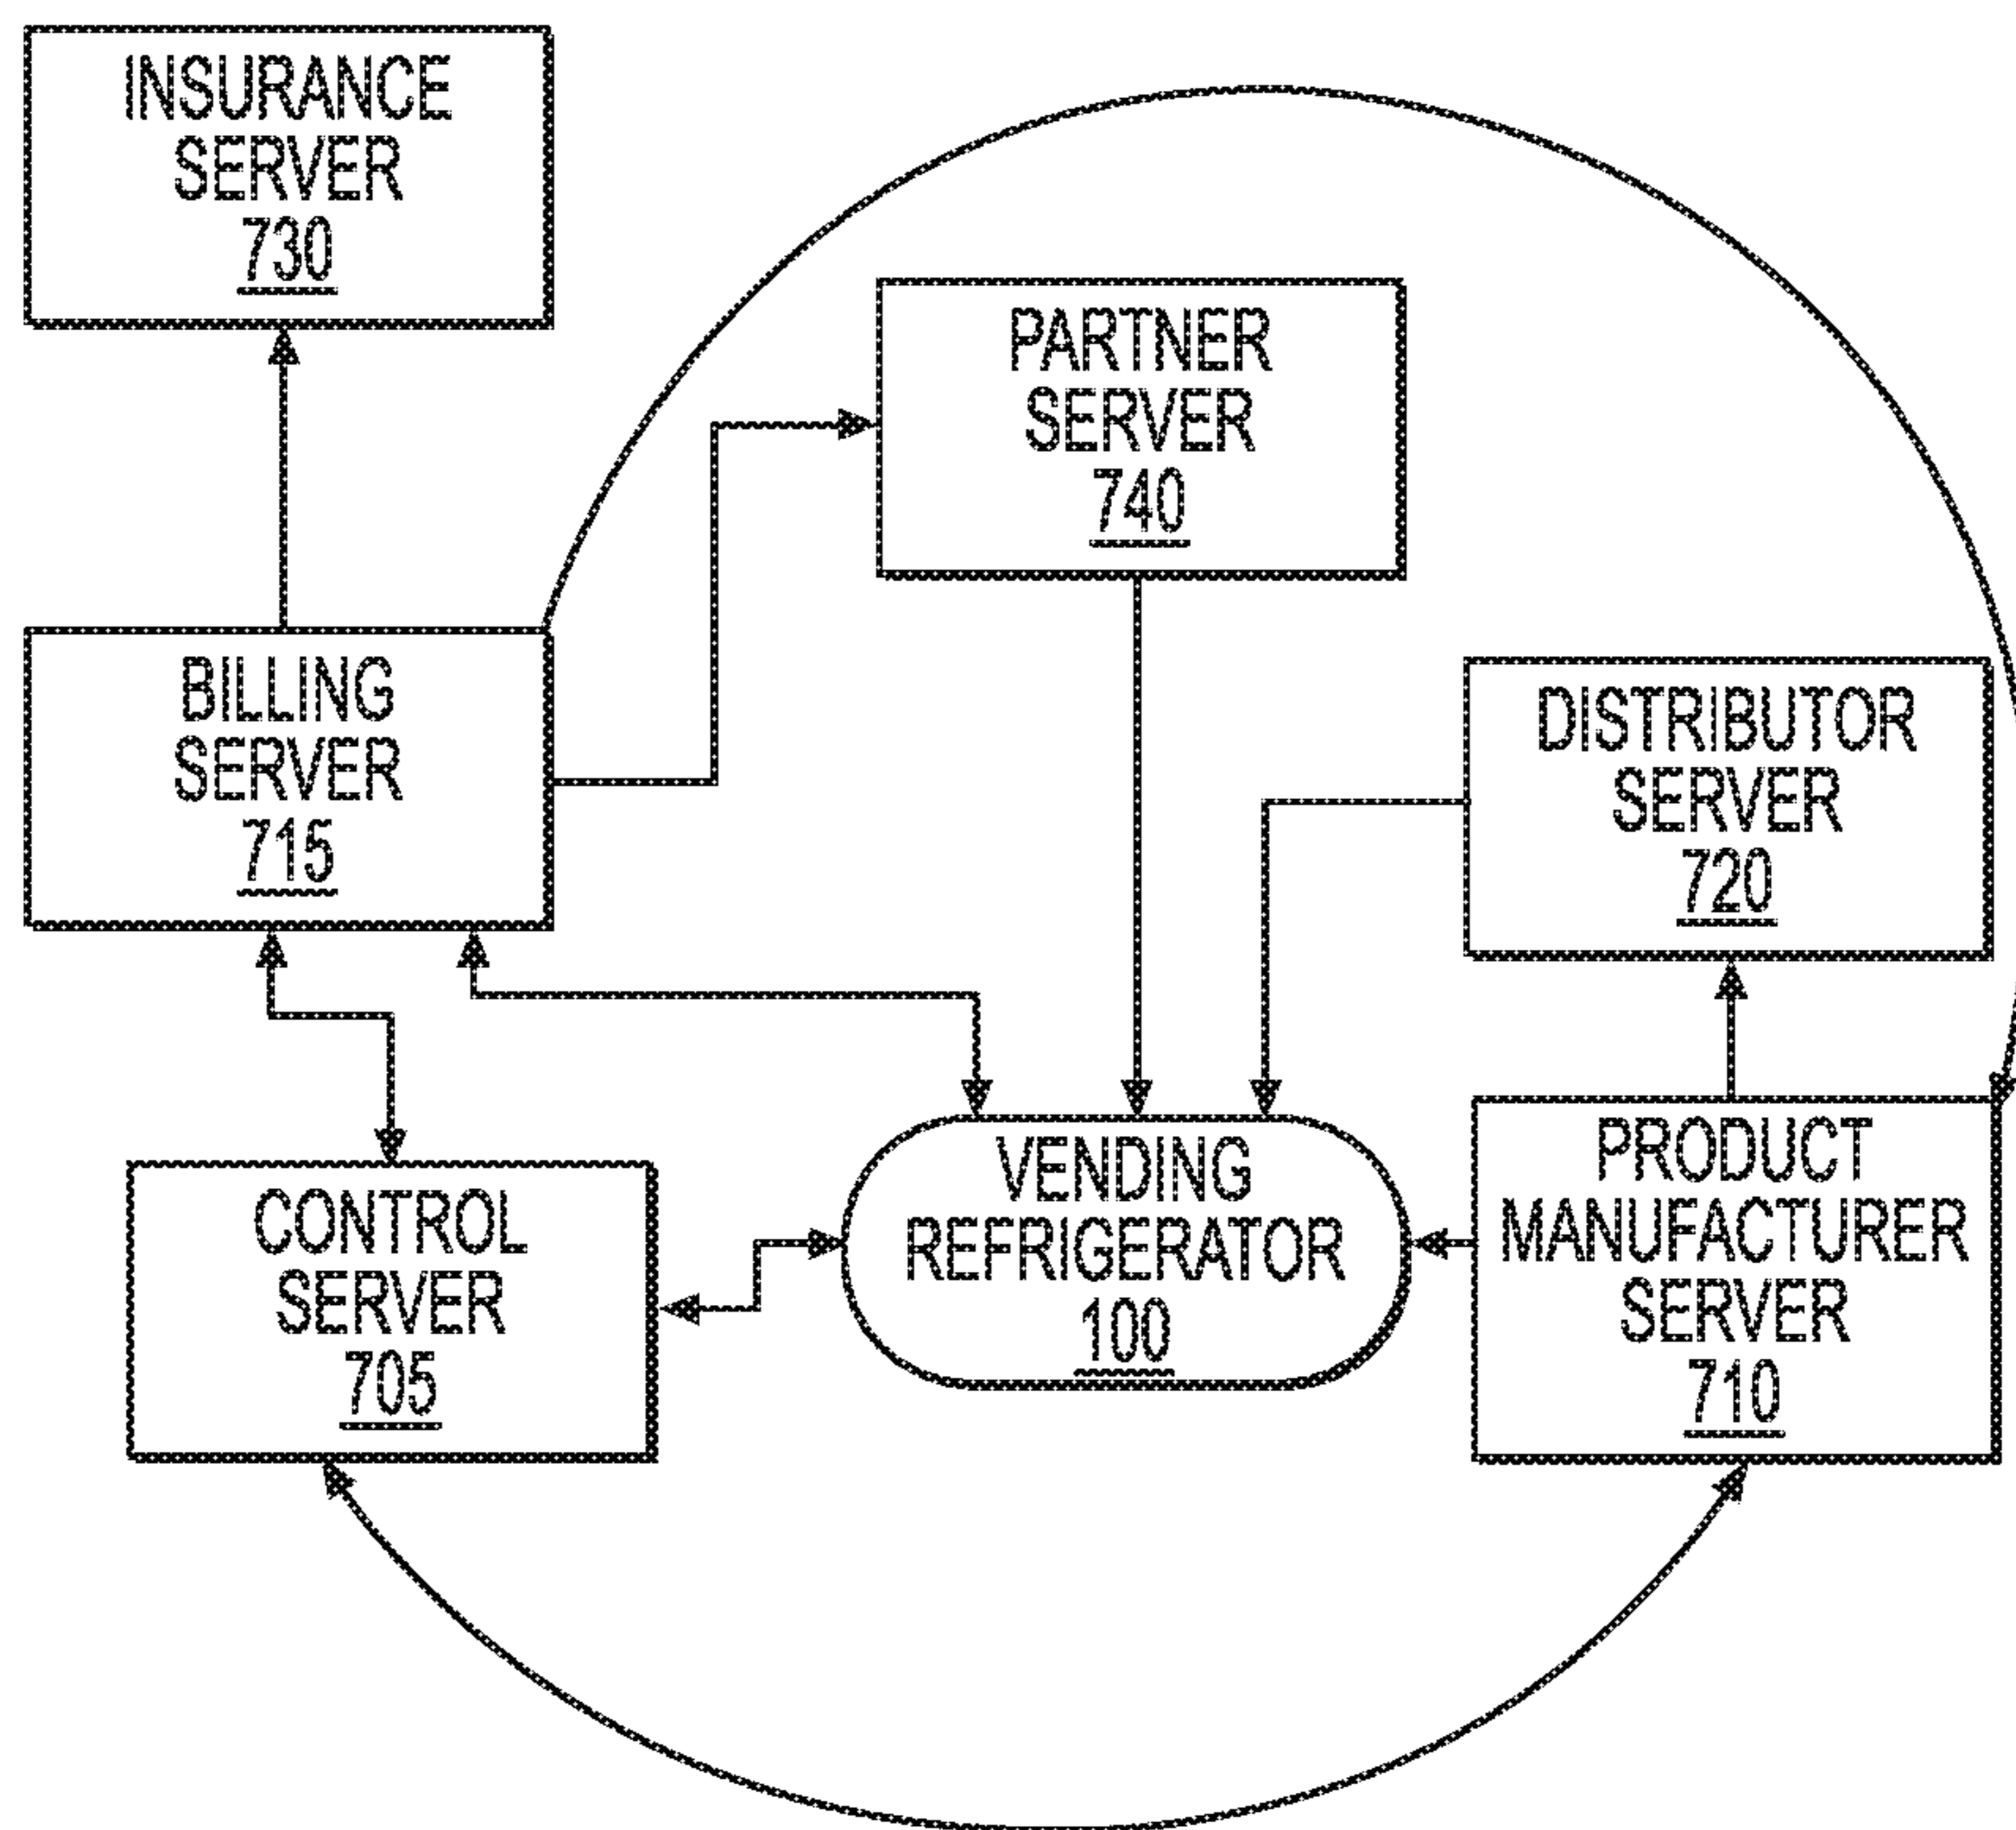 INSURANCE
SERVER
730
PARTNER
SERVER
740
BILLING
SERVER
715
DISTRIBUTOR
SERVER
720
CONTROL
SERVER
705
VENDING
REFRIGERATOR
100
PRODUCT
MANUFACTURER
SERVER
710